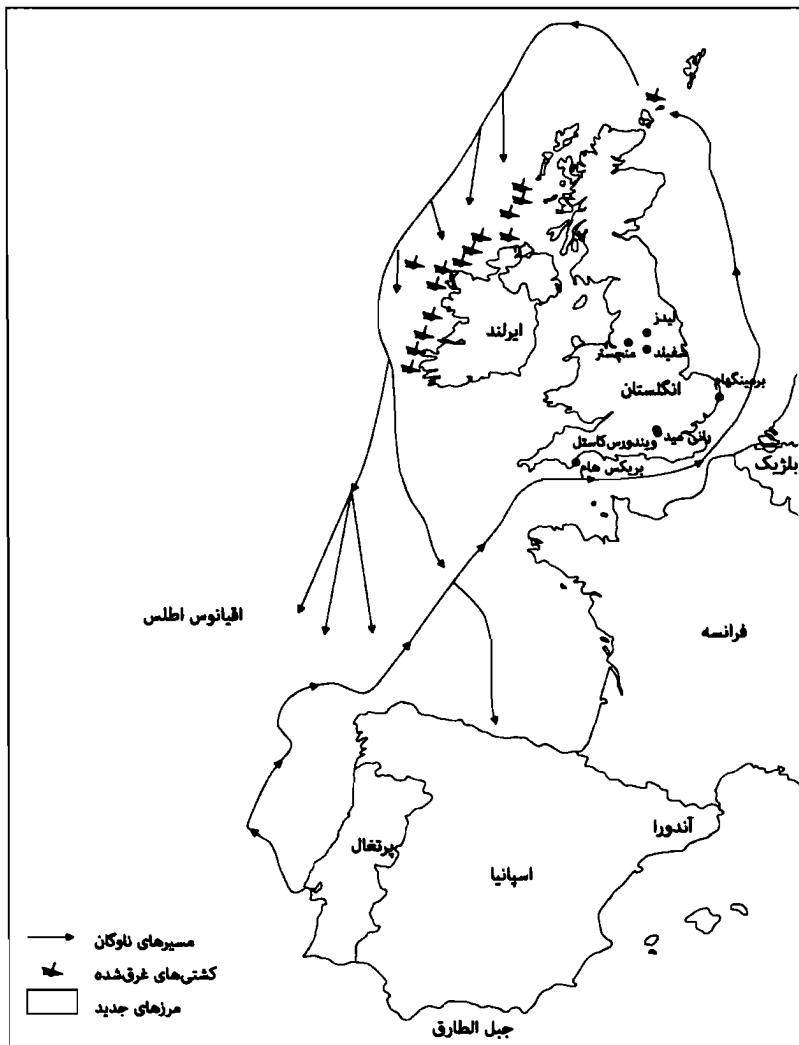 لیدز
منچستر
شفیلد
ایرلند
انگلستان
برمینگهام
رانی مید
ویندورس‌کاستل
بریکس هام
بلژیک
اقیانوس اطلس
فرانسه
آندورا
پرتغال
اسپانیا
مسیرهای ناوگان
کشتی‌های غرق‌شده
مرزهای جدید
جبل الطارق